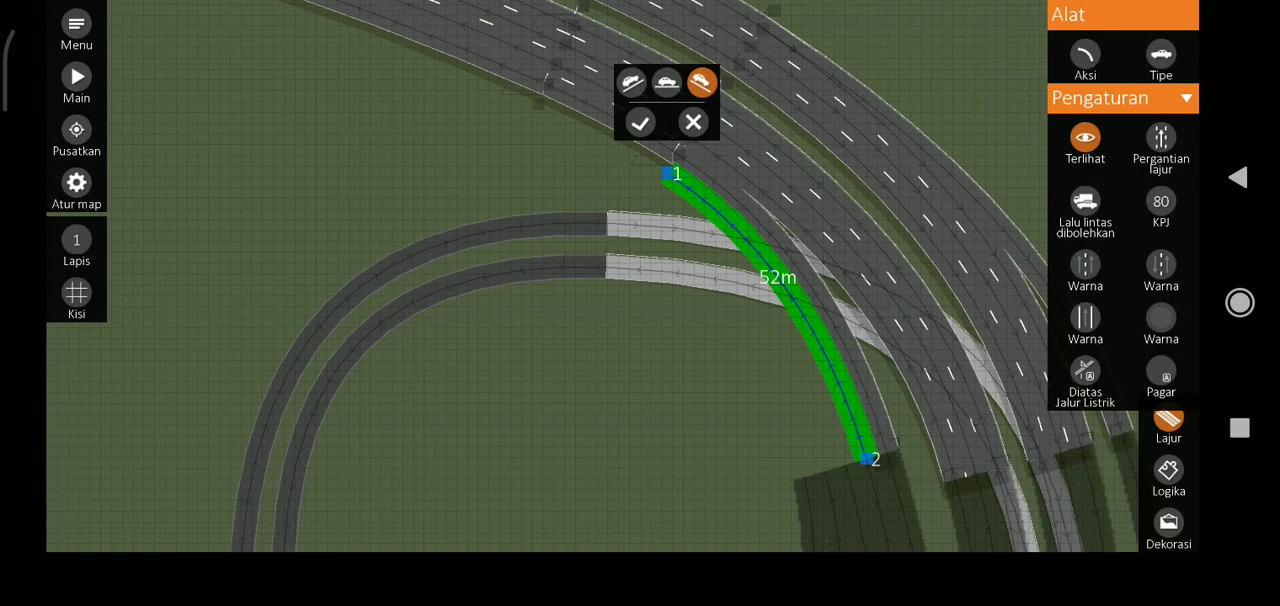 Menu
Main
Pusatkan
Atur map
1
Lapis
Kisi
1
52m
2
Alat
Aksi
Tipe
Pengaturan
Terlihat
Pergantian
lajur
Lalu lintas
dibolehkan
80
KPJ
Warna
Warna
Warna
Warna
A
Diatas
Jalur Listrik
A
Pagar
Lajur
Logika
Dekorasi